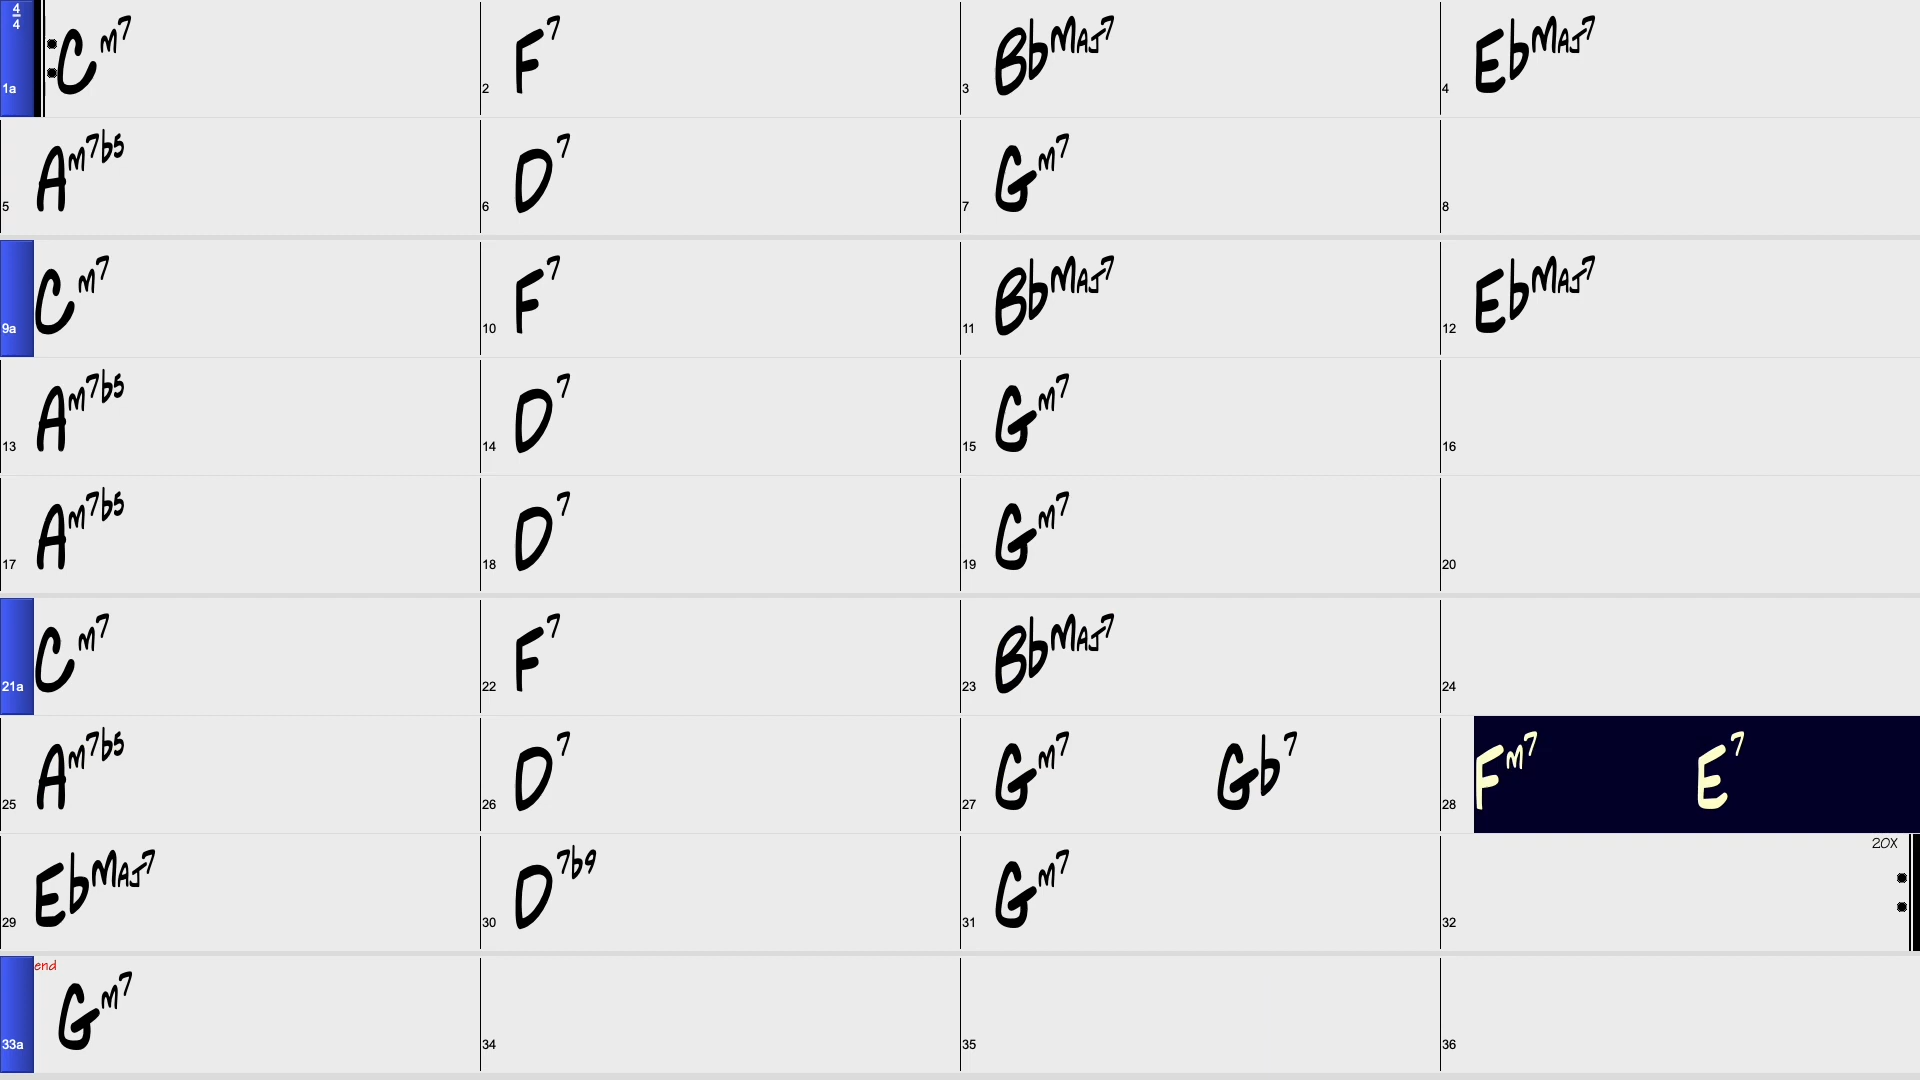 4/4
1a Cm7 2 F7 3 BbMAJ7 4 EbMAJ7
5 Am7b5 6 D7 7 Gm7 8
9a Cm7 10 F7 11 BbMAJ7 12 EbMAJ7
13 Am7b5 14 D7 15 Gm7 16
17 Am7b5 18 D7 19 Gm7 20
21a Cm7 22 F7 23 BbMAJ7 24
25 Am7b5 26 D7 27 Gm7 Gb7 28 Fm7 E7
20X
29 EbMAJ7 30 D7b9 31 Gm7 32
end
33a Gm7 34 35 36